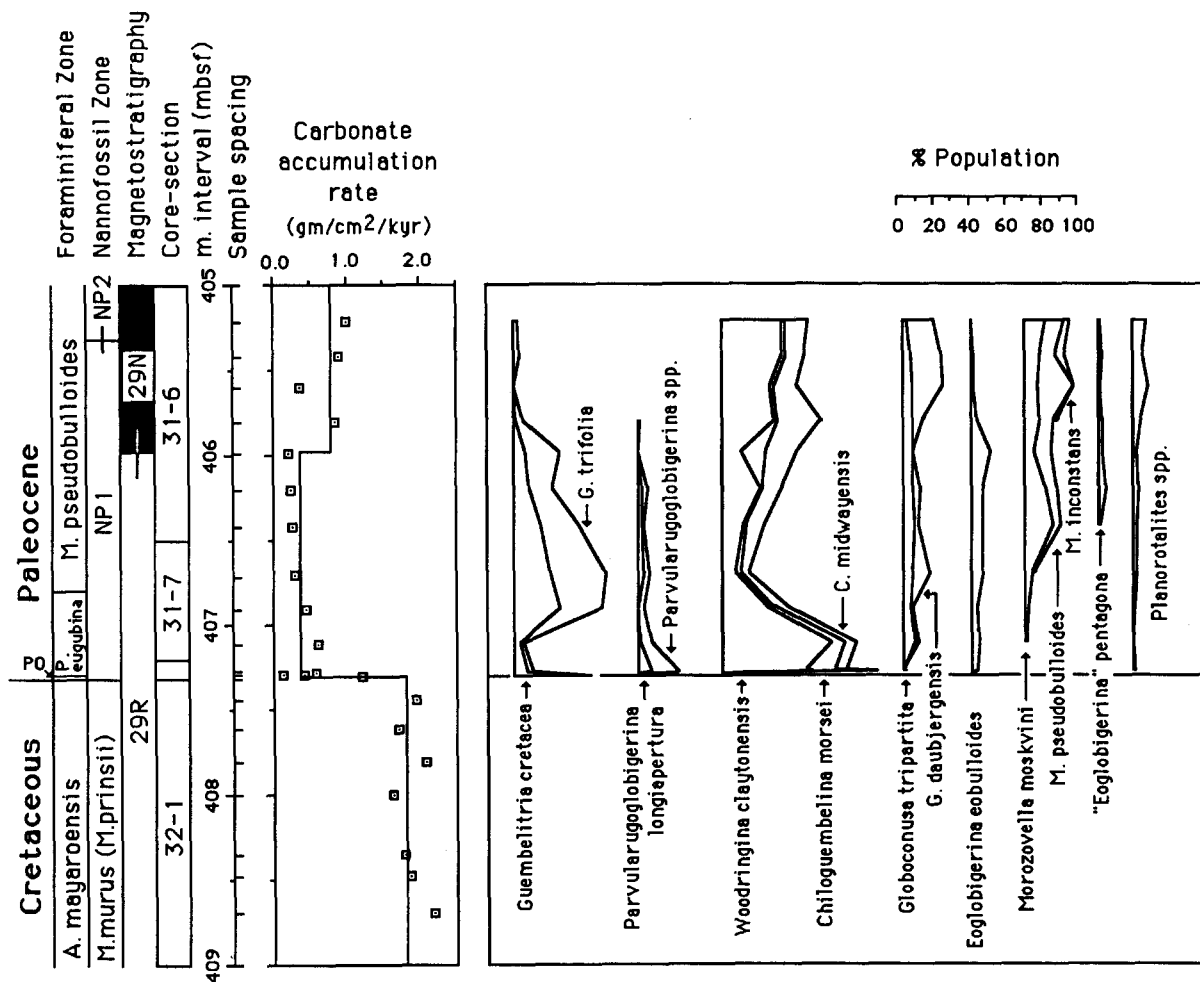 Foraminiferal Zone
Nannofossil Zone
Magnetostratigraphy
Core-section
m. interval (mbsf)
Sample spacing
Carbonate
accumulation
rate
(gm/cm2/kyr)
0.0 1.0 2.0
% Population
0 20 40 60 80 100
Cretaceous Paleocene
A. mayaroensis
P0
P. eugubina
M. pseudobulloides
M.murus (M.prinsii)
NP1
NP2
29R
29N
32-1
31-7
31-6
405
406
407
408
409
Guembelitria cretacea
G. trifolia
Parvularugoglobigerina
longiapertura
Parvularugoglobigerina spp.
Woodringina claytonensis
Chiloguembelina morsei
C. midwayensis
Globoconusa tripartita
G. daubjergensis
Eoglobigerina eobulloides
Morozovella moskvini
M. pseudobulloides
M. inconstans
"Eoglobigerina" pentagona
Planorotalites spp.